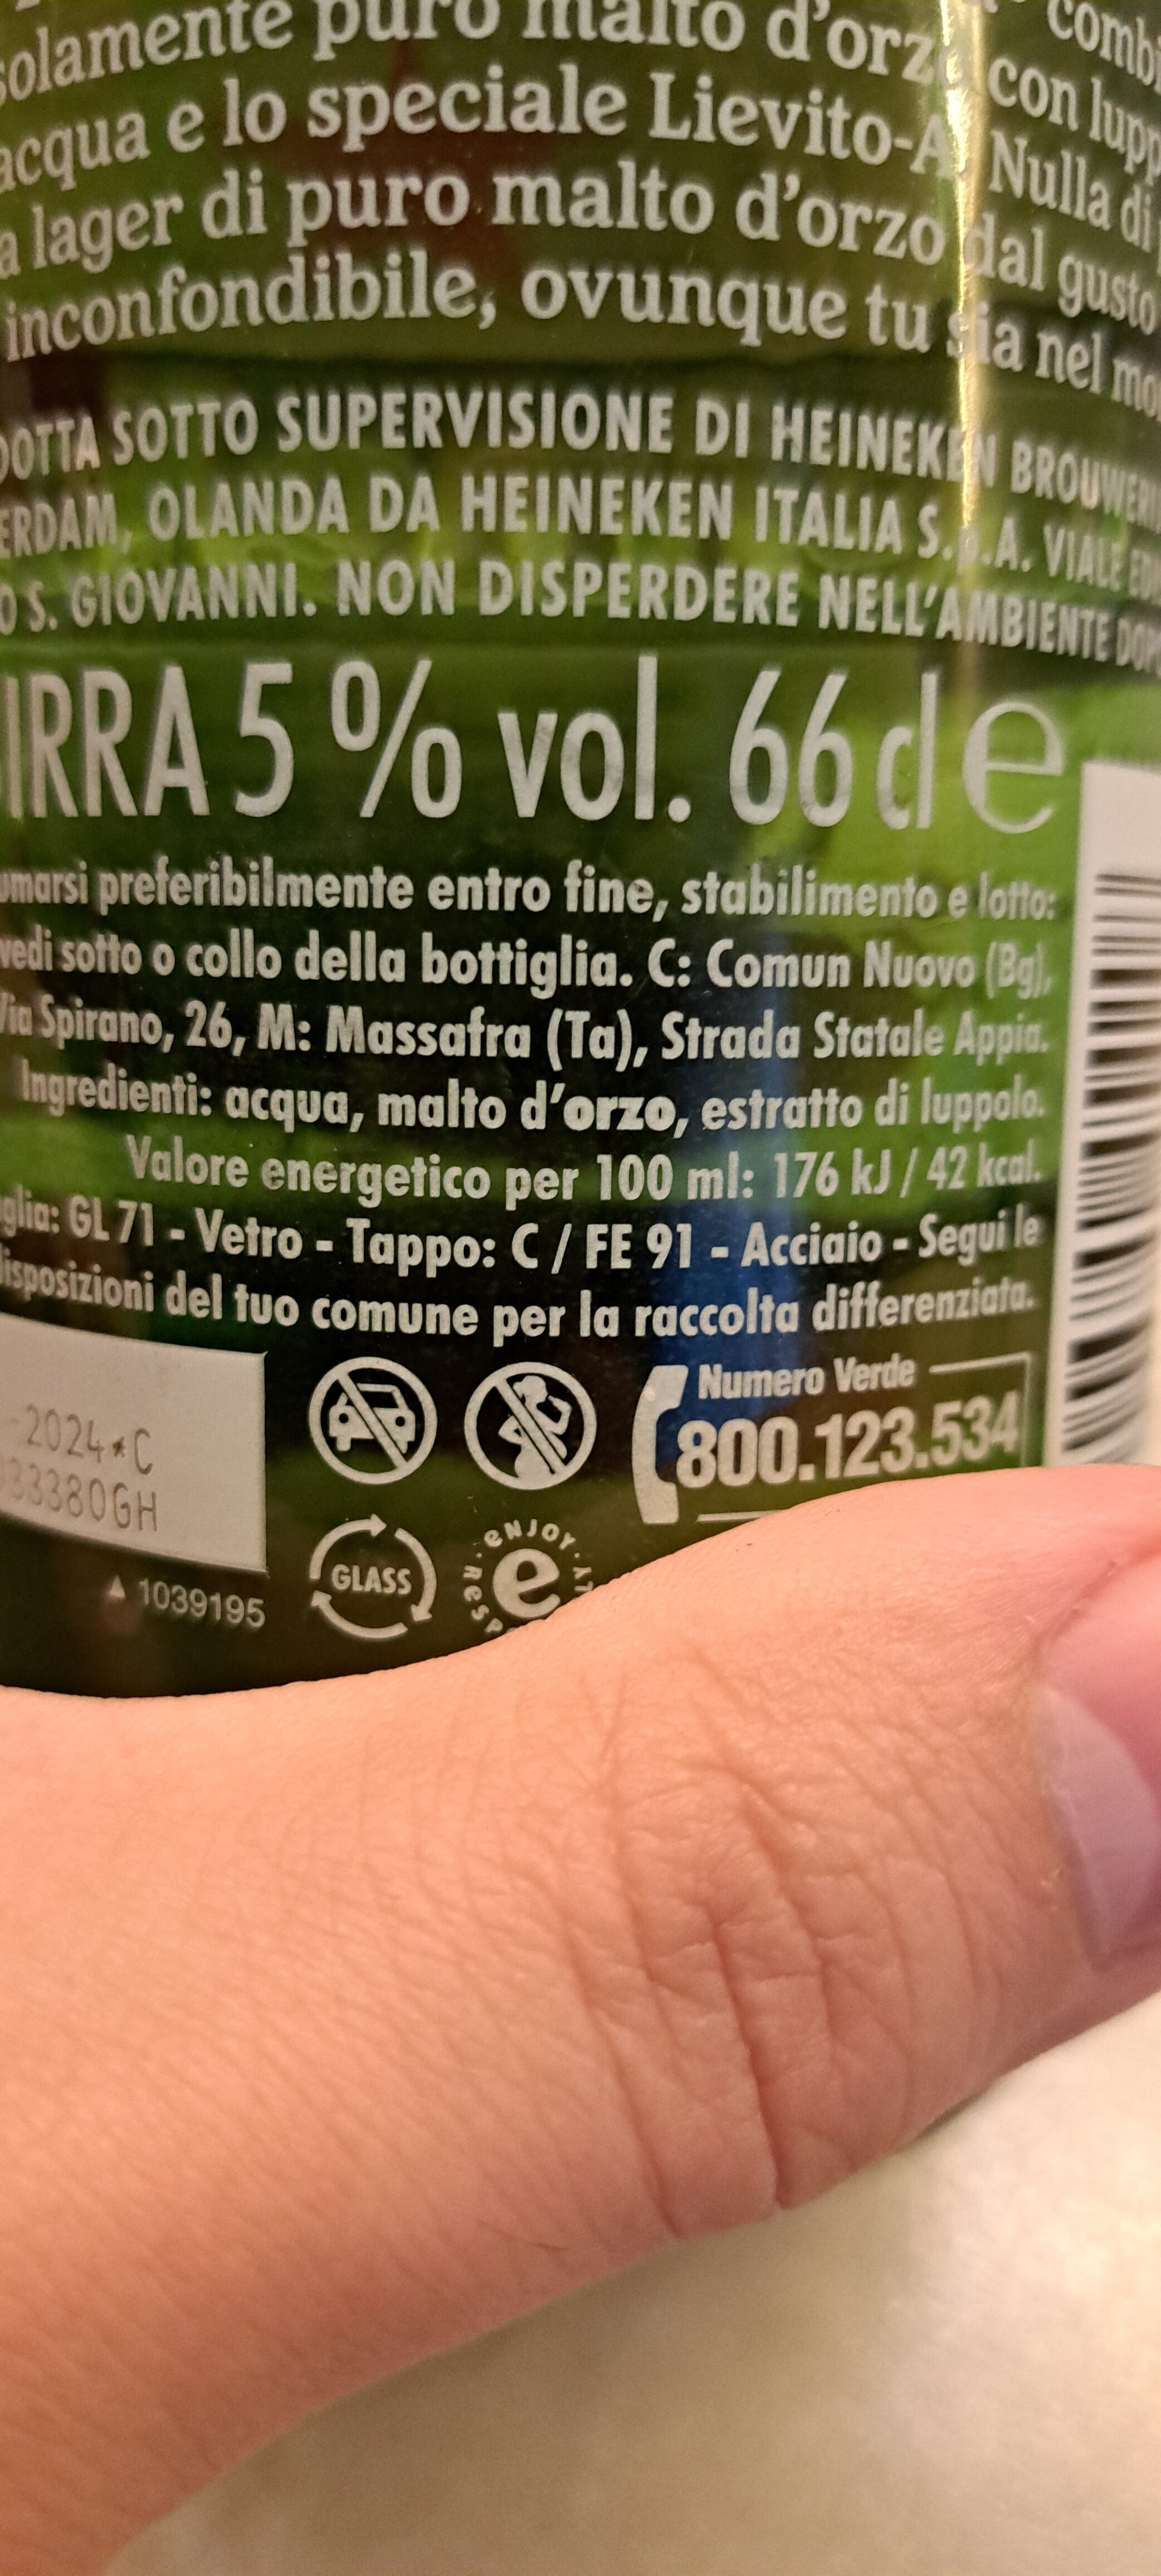 solamente puro malto d'orzo con lupp
acqua e lo speciale Lievito-A. Nulla di
a lager di puro malto d'orzo dal gusto
inconfondibile, ovunque tu sia nel mo
DOTTA SOTTO SUPERVISIONE DI HEINEKEN BROUWERI
ERDAM, OLANDA DA HEINEKEN ITALIA S.p.A. VIALE
O S. GIOVANNI. NON DISPERDERE NELL'AMBIENTE DOPO
IRRA 5 % vol. 66 cl e
umarsi preferibilmente entro fine, stabilimento e lotto:
vedi sotto o collo della bottiglia. C: Comun Nuovo (Bg),
Via Spirano, 26, M: Massafra (Ta), Strada Statale Appia.
Ingredienti: acqua, malto d'orzo, estratto di luppolo.
Valore energetico per 100 ml: 176 kJ / 42 kcal.
glia: GL 71 - Vetro - Tappo: C / FE 91 - Acciaio - Segui le
disposizioni del tuo comune per la raccolta differenziata.
-2024*C
33380GH
▲ 1039195
Numero Verde
800.123.534
GLASS
ENJOY
e
RESP
LY